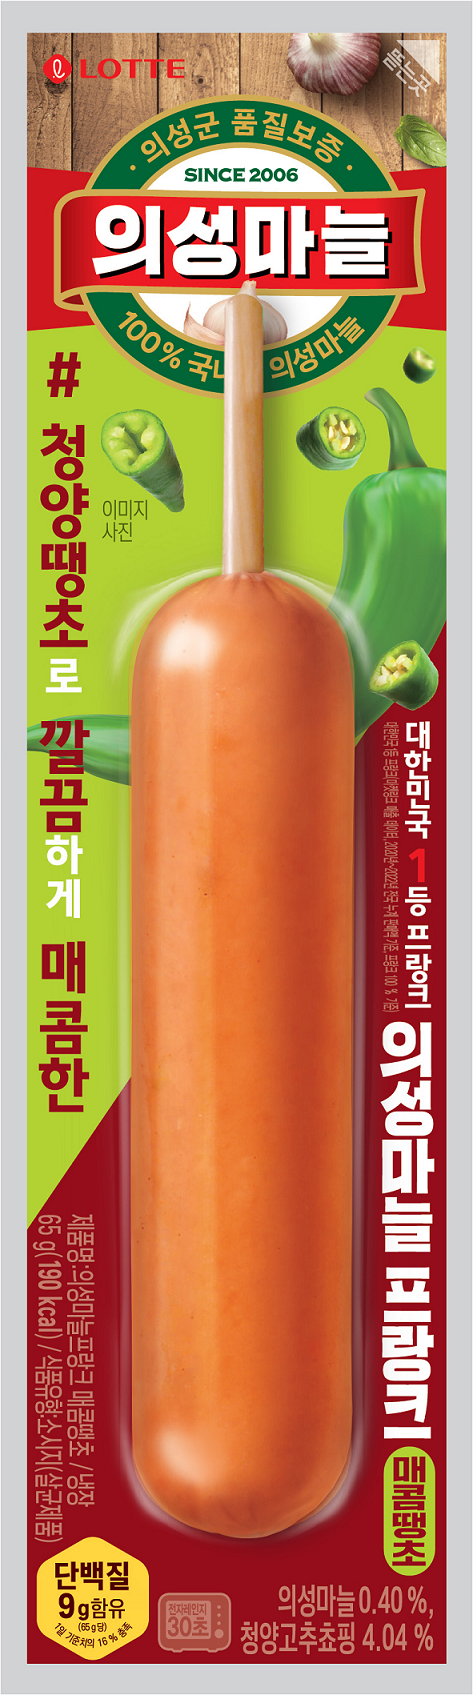 LOTTE
뜯는곳
· 의성군 품질보증 ·
SINCE 2006
의성마늘
100% 국내
의성마늘
# 청양땡초로 깔끔하게 매콤한
이미지
사진
대한민국 1등 프랑크
의성마늘 프랑크
매콤땡초
제품명:의성마늘프랑크 매콤땡초 / 냉장
65 g(190 kcal) / 식품유형:소시지(살균제품)
단백질
9g함유
(65 g당)
1일 기준치의 16 % 충족
전자레인지
30초
의성마늘 0.40 %,
청양고추쵸핑 4.04 %